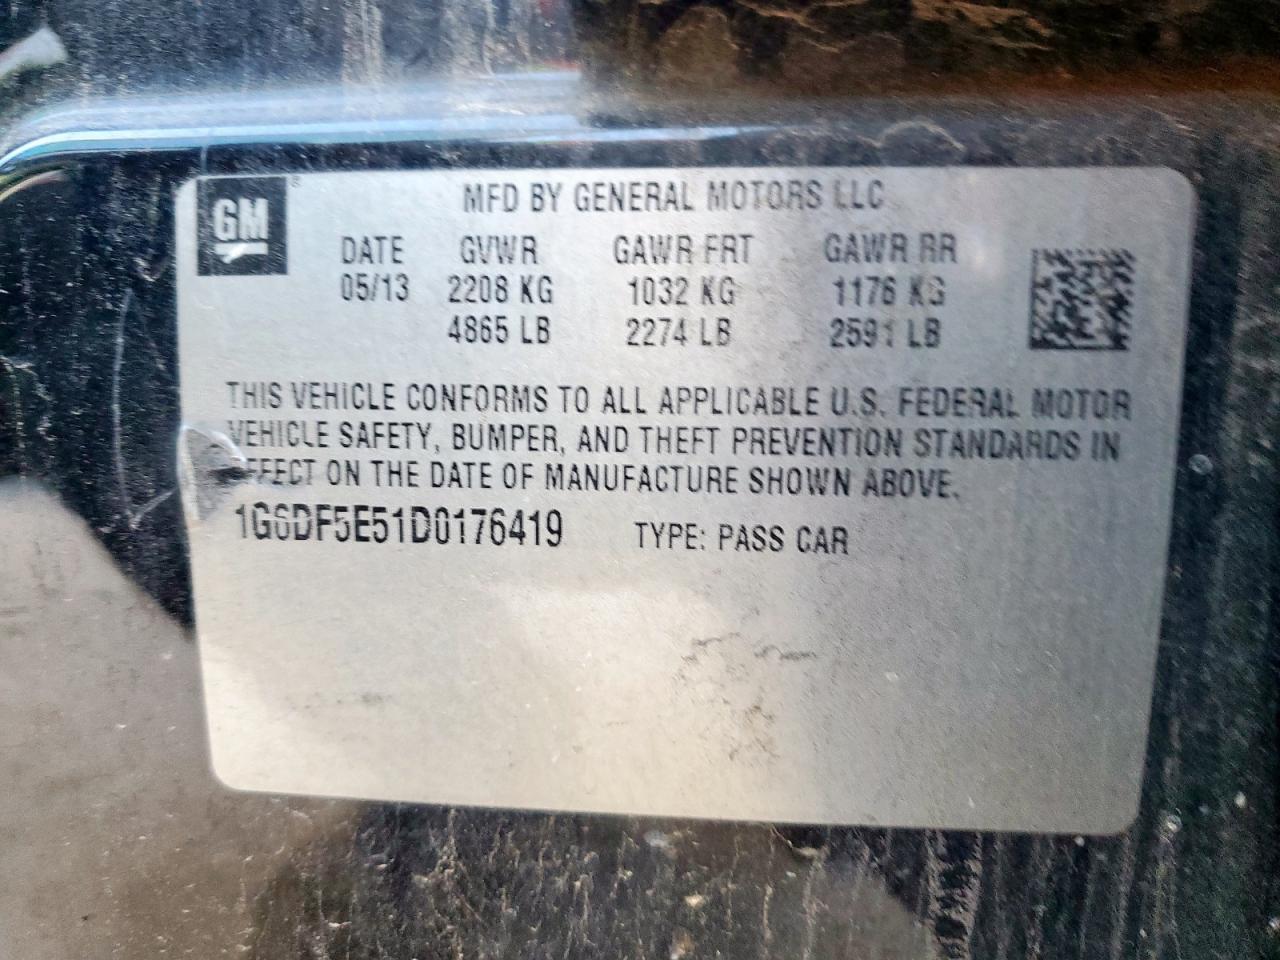 GM® MFD BY GENERAL MOTORS LLC
DATE GVWR GAWR FRT GAWR RR
05/13 2208 KG 1032 KG 1176 KG
4865 LB 2274 LB 2591 LB
THIS VEHICLE CONFORMS TO ALL APPLICABLE U.S. FEDERAL MOTOR
VEHICLE SAFETY, BUMPER, AND THEFT PREVENTION STANDARDS IN
EFFECT ON THE DATE OF MANUFACTURE SHOWN ABOVE.
1G6DF5E51D0176419 TYPE: PASS CAR